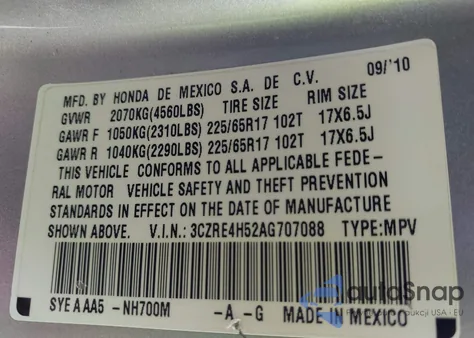 MFD. BY HONDA DE MEXICO S.A. DE C.V. 09/'10
GVWR 2070KG(4560LBS) TIRE SIZE RIM SIZE
GAWR F 1050KG(2310LBS) 225/65R17 102T 17X6.5J
GAWR R 1040KG(2290LBS) 225/65R17 102T 17X6.5J
THIS VEHICLE CONFORMS TO ALL APPLICABLE FEDE-
RAL MOTOR VEHICLE SAFETY AND THEFT PREVENTION
STANDARDS IN EFFECT ON THE DATE OF MANUFACTURE
SHOWN ABOVE. V.I.N.: 3CZRE4H52AG707088 TYPE:MPV
SYE A AA5 -NH700M -A -G MADE IN MEXICO
autoSnap
aukcji USA i EU